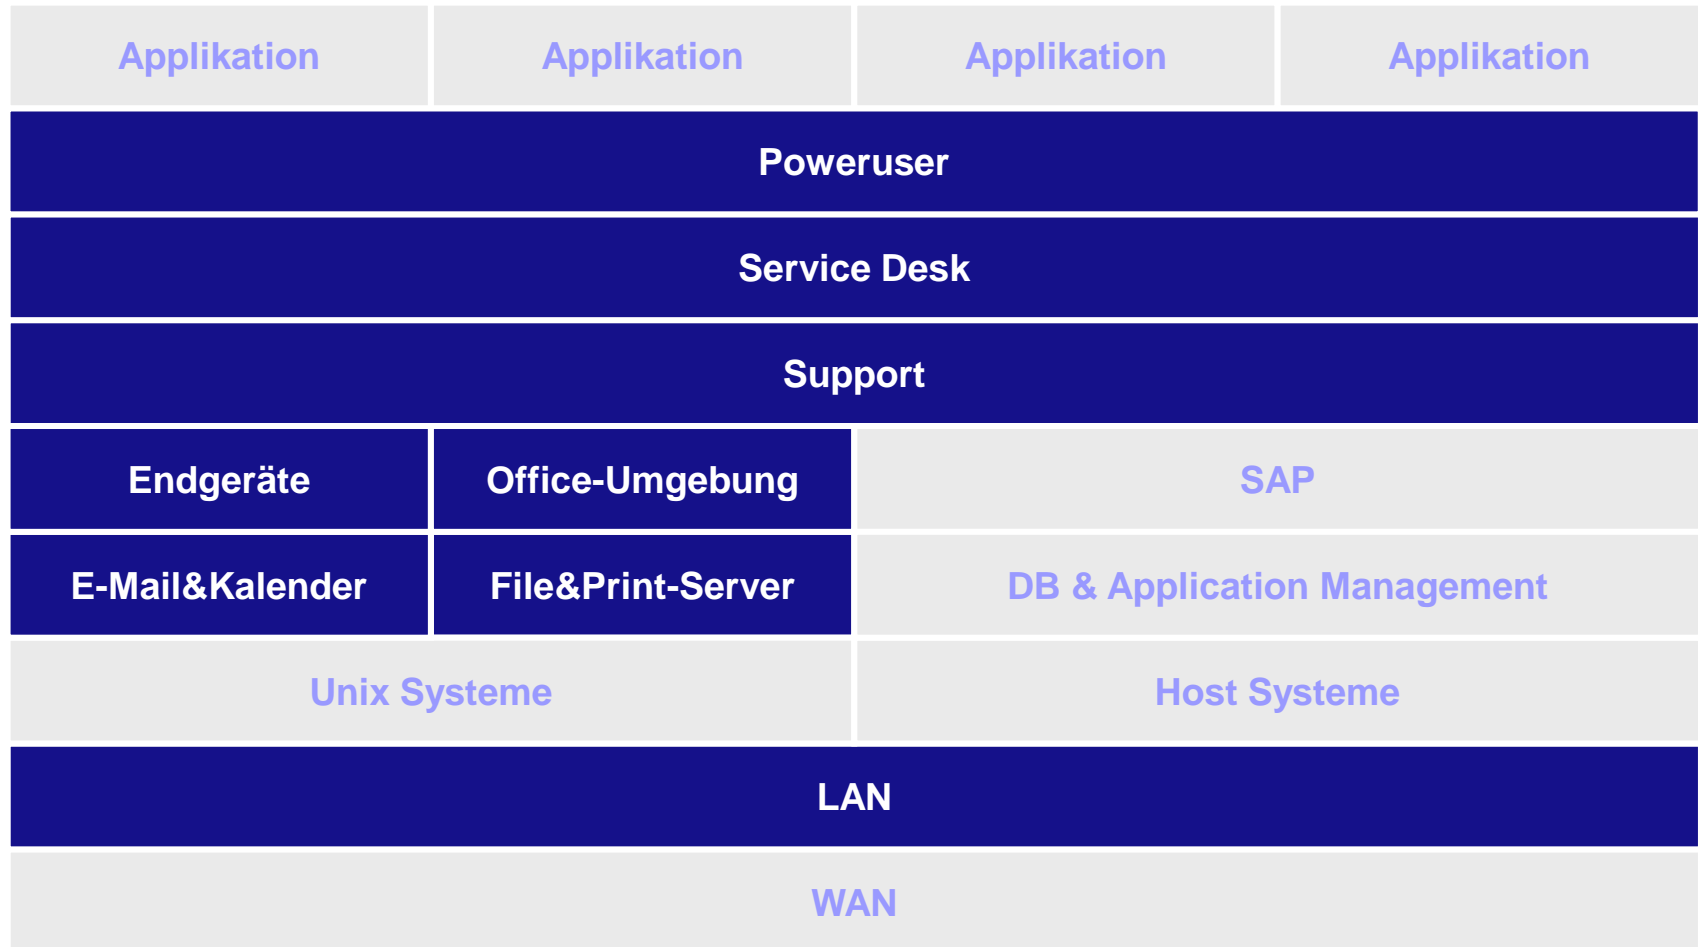 Applikation Applikation Applikation Applikation
Poweruser
Service Desk
Support
Endgeräte Office-Umgebung SAP
E-Mail&Kalender File&Print-Server DB & Application Management
Unix Systeme Host Systeme
LAN
WAN